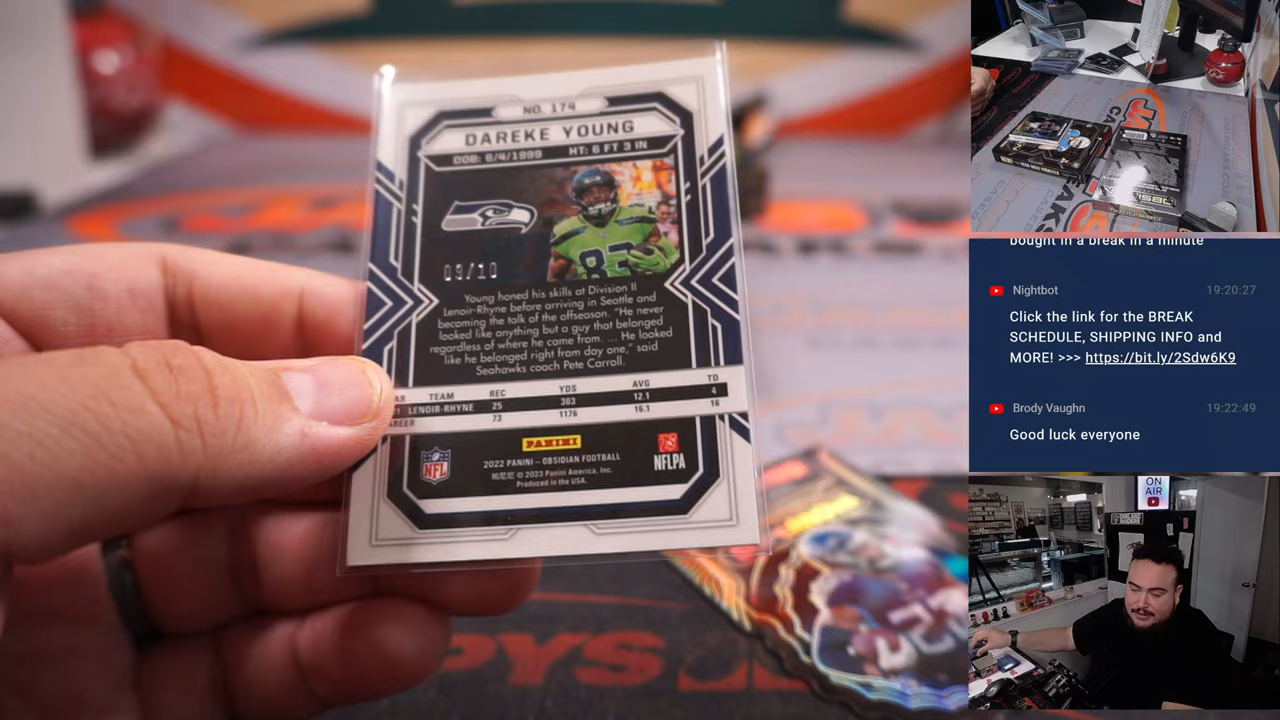 NO. 174
DAREKE YOUNG
DOB: 6/4/1999 HT: 6 FT 3 IN
83
09/10
Young honed his skills at Division II
Lenoir-Rhyne before arriving in Seattle and
becoming the talk of the offseason. "He never
looked like anything but a guy that belonged
regardless of where he came from. ... He looked
like he belonged right from day one," said
Seahawks coach Pete Carroll.
TEAM REC YDS AVG TD
LENOIR-RHYNE 25 303 12.1 4
73 1176 16.1 16
PANINI
NFL
2022 PANINI – OBSIDIAN FOOTBALL
© 2023 Panini America, Inc.
Produced in the USA.
NFLPA
bought in a break in a minute
Nightbot 19:20:27
Click the link for the BREAK
SCHEDULE, SHIPPING INFO and
MORE! >>> https://bit.ly/2Sdw6K9
Brody Vaughn 19:22:49
Good luck everyone
ON
AIR